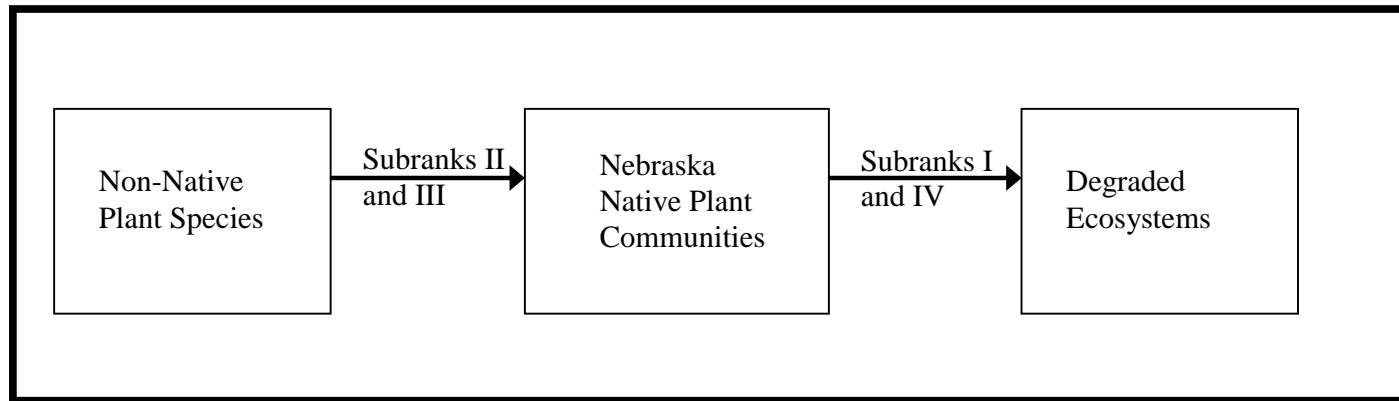 Non-Native
Plant Species
Subranks II
and III
Nebraska
Native Plant
Communities
Subranks I
and IV
Degraded
Ecosystems